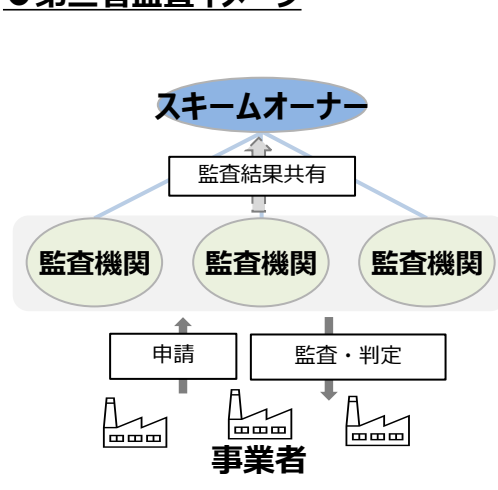 ●第三者監査イメージ
スキームオーナー
監査結果共有
監査機関 監査機関 監査機関
申請 監査・判定
事業者